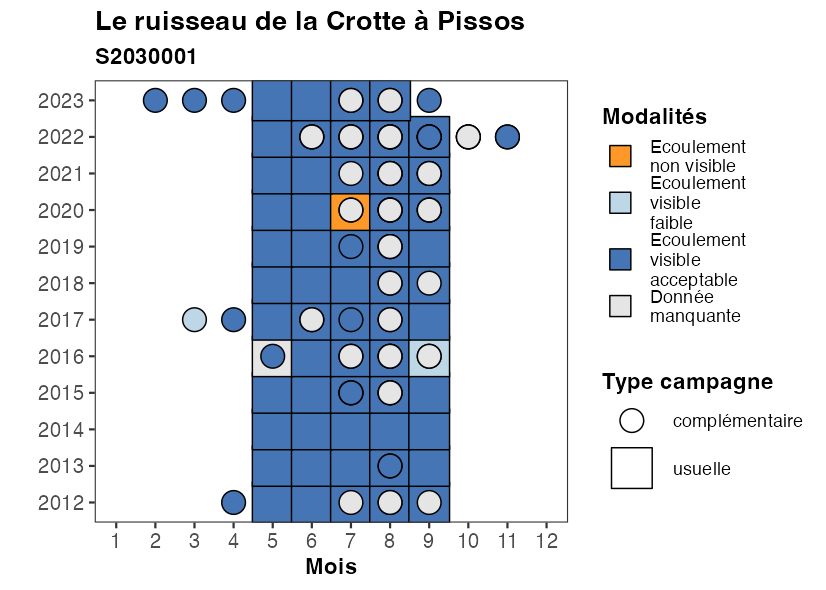 Le ruisseau de la Crotte à Pissos
S2030001
2023
2022
2021
2020
2019
2018
2017
2016
2015
2014
2013
2012
1 2 3 4 5 6 7 8 9 10 11 12
Mois
Modalités
Ecoulement
non visible
Ecoulement
visible
faible
Ecoulement
visible
acceptable
Donnée
manquante
Type campagne
complémentaire
usuelle